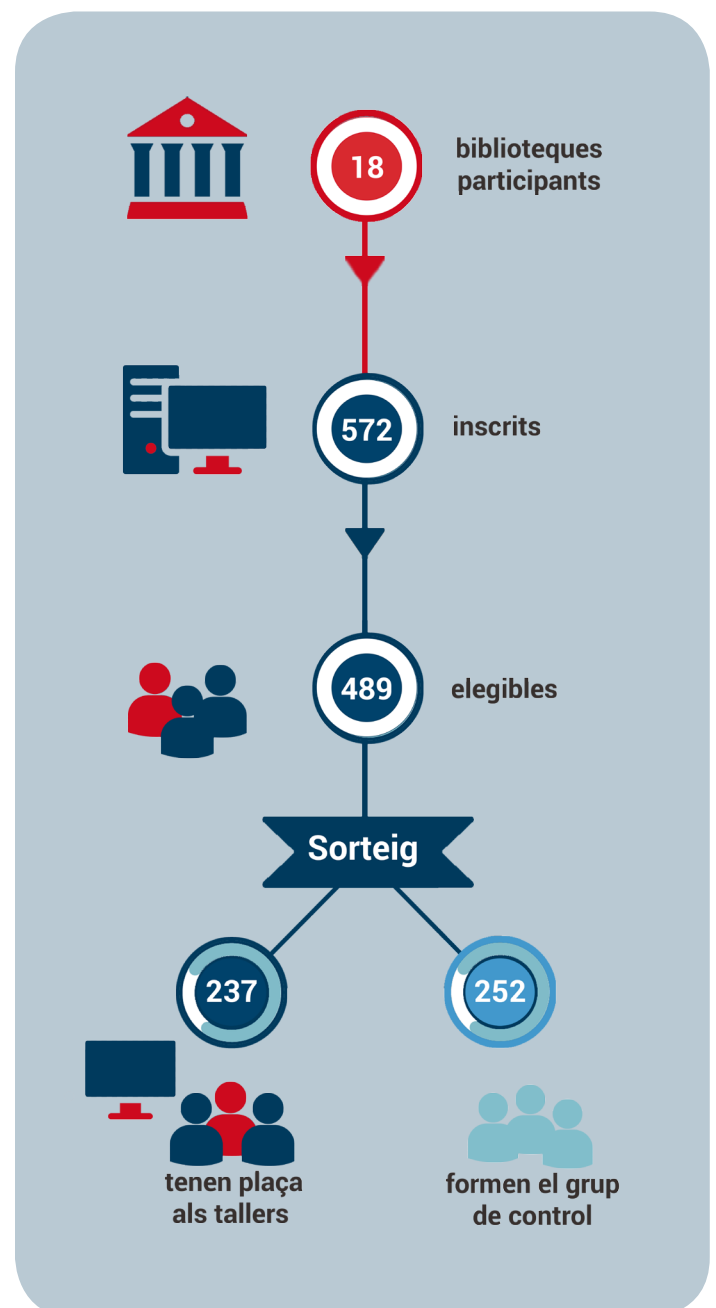 18
biblioteques
participants
572
inscrits
489
elegibles
Sorteig
237
252
tenen plaça
als tallers
formen el grup
de control